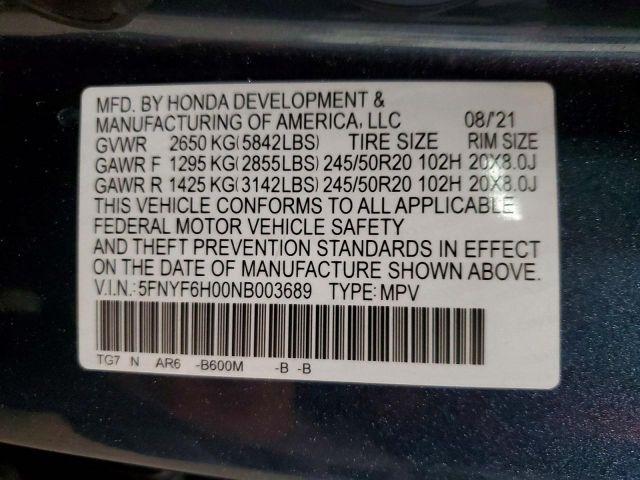 MFD. BY HONDA DEVELOPMENT &
MANUFACTURING OF AMERICA, LLC 08/'21
GVWR 2650 KG(5842LBS) TIRE SIZE RIM SIZE
GAWR F 1295 KG(2855LBS) 245/50R20 102H 20X8.0J
GAWR R 1425 KG(3142LBS) 245/50R20 102H 20X8.0J
THIS VEHICLE CONFORMS TO ALL APPLICABLE
FEDERAL MOTOR VEHICLE SAFETY
AND THEFT PREVENTION STANDARDS IN EFFECT
ON THE DATE OF MANUFACTURE SHOWN ABOVE.
V.I.N.:5FNYF6H00NB003689 TYPE:MPV
TG7 N AR6 -B600M -B -B